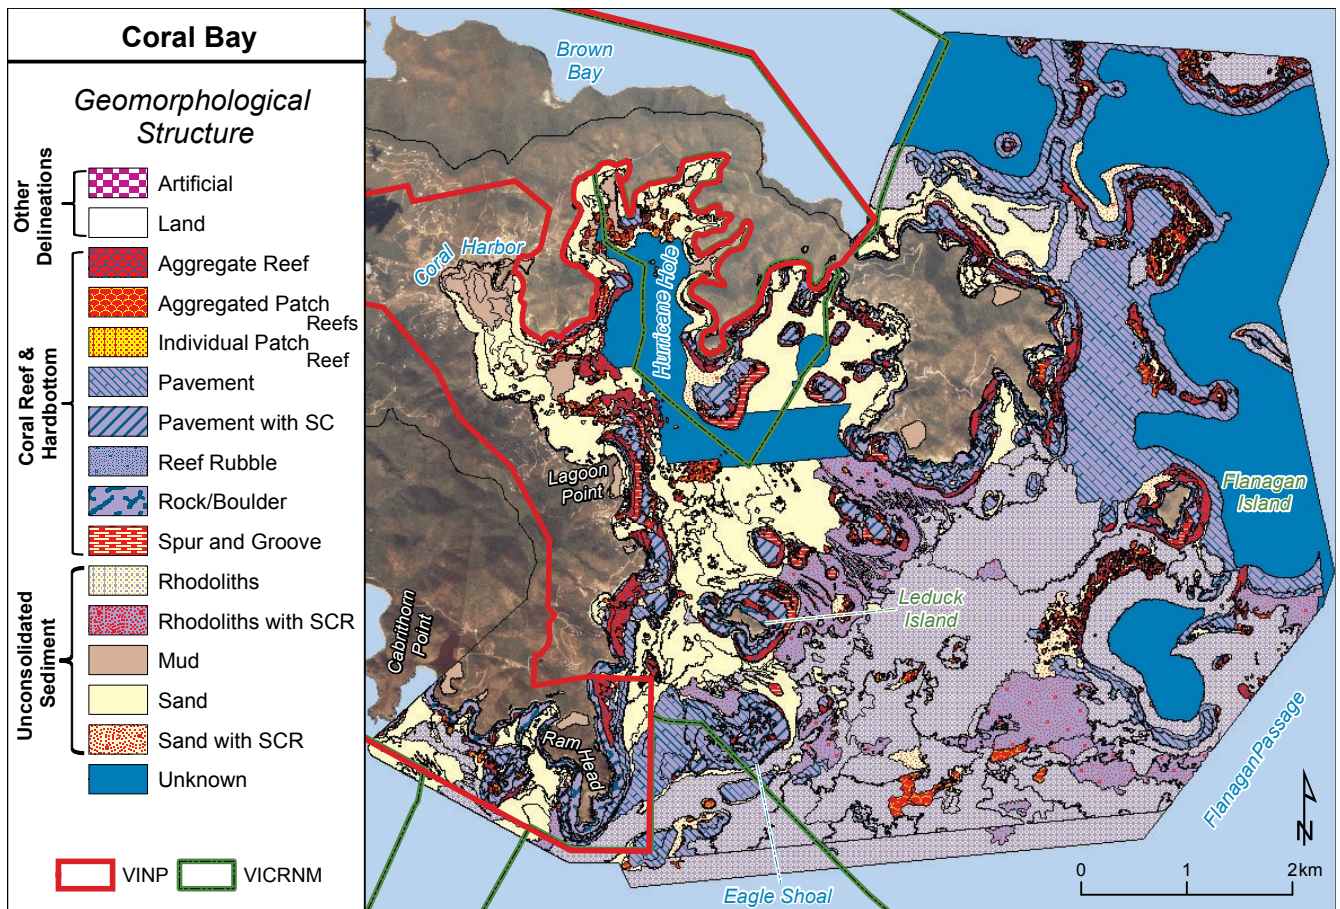 Coral Bay
Geomorphological
Structure
Other
Delineations
Artificial
Land
Coral Reef &
Hardbottom
Aggregate Reef
Aggregated Patch
Reefs
Individual Patch
Reef
Pavement
Pavement with SC
Reef Rubble
Rock/Boulder
Spur and Groove
Unconsolidated
Sediment
Rhodoliths
Rhodoliths with SCR
Mud
Sand
Sand with SCR
Unknown
VINP
VICRNM
Brown
Bay
Coral Harbor
Hurricane Hole
Lagoon
Point
Flanagan
Island
Leduck
Island
Cabrithorn
Point
Ram Head
Flanagan Passage
Eagle Shoal
N
0
1
2 km